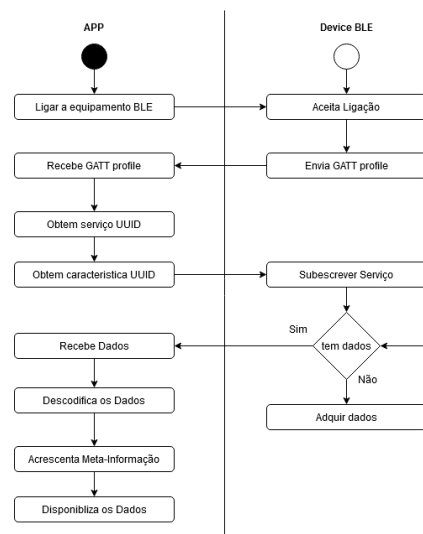 APP
Device BLE
Ligar a equipamento BLE
Aceita Ligação
Recebe GATT profile
Envia GATT profile
Obtem serviço UUID
Obtem característica UUID
Subescrever Serviço
Sim
tem dados
Recebe Dados
Não
Descodifica os Dados
Adquir dados
Acrescenta Meta-Informação
Disponibliza os Dados